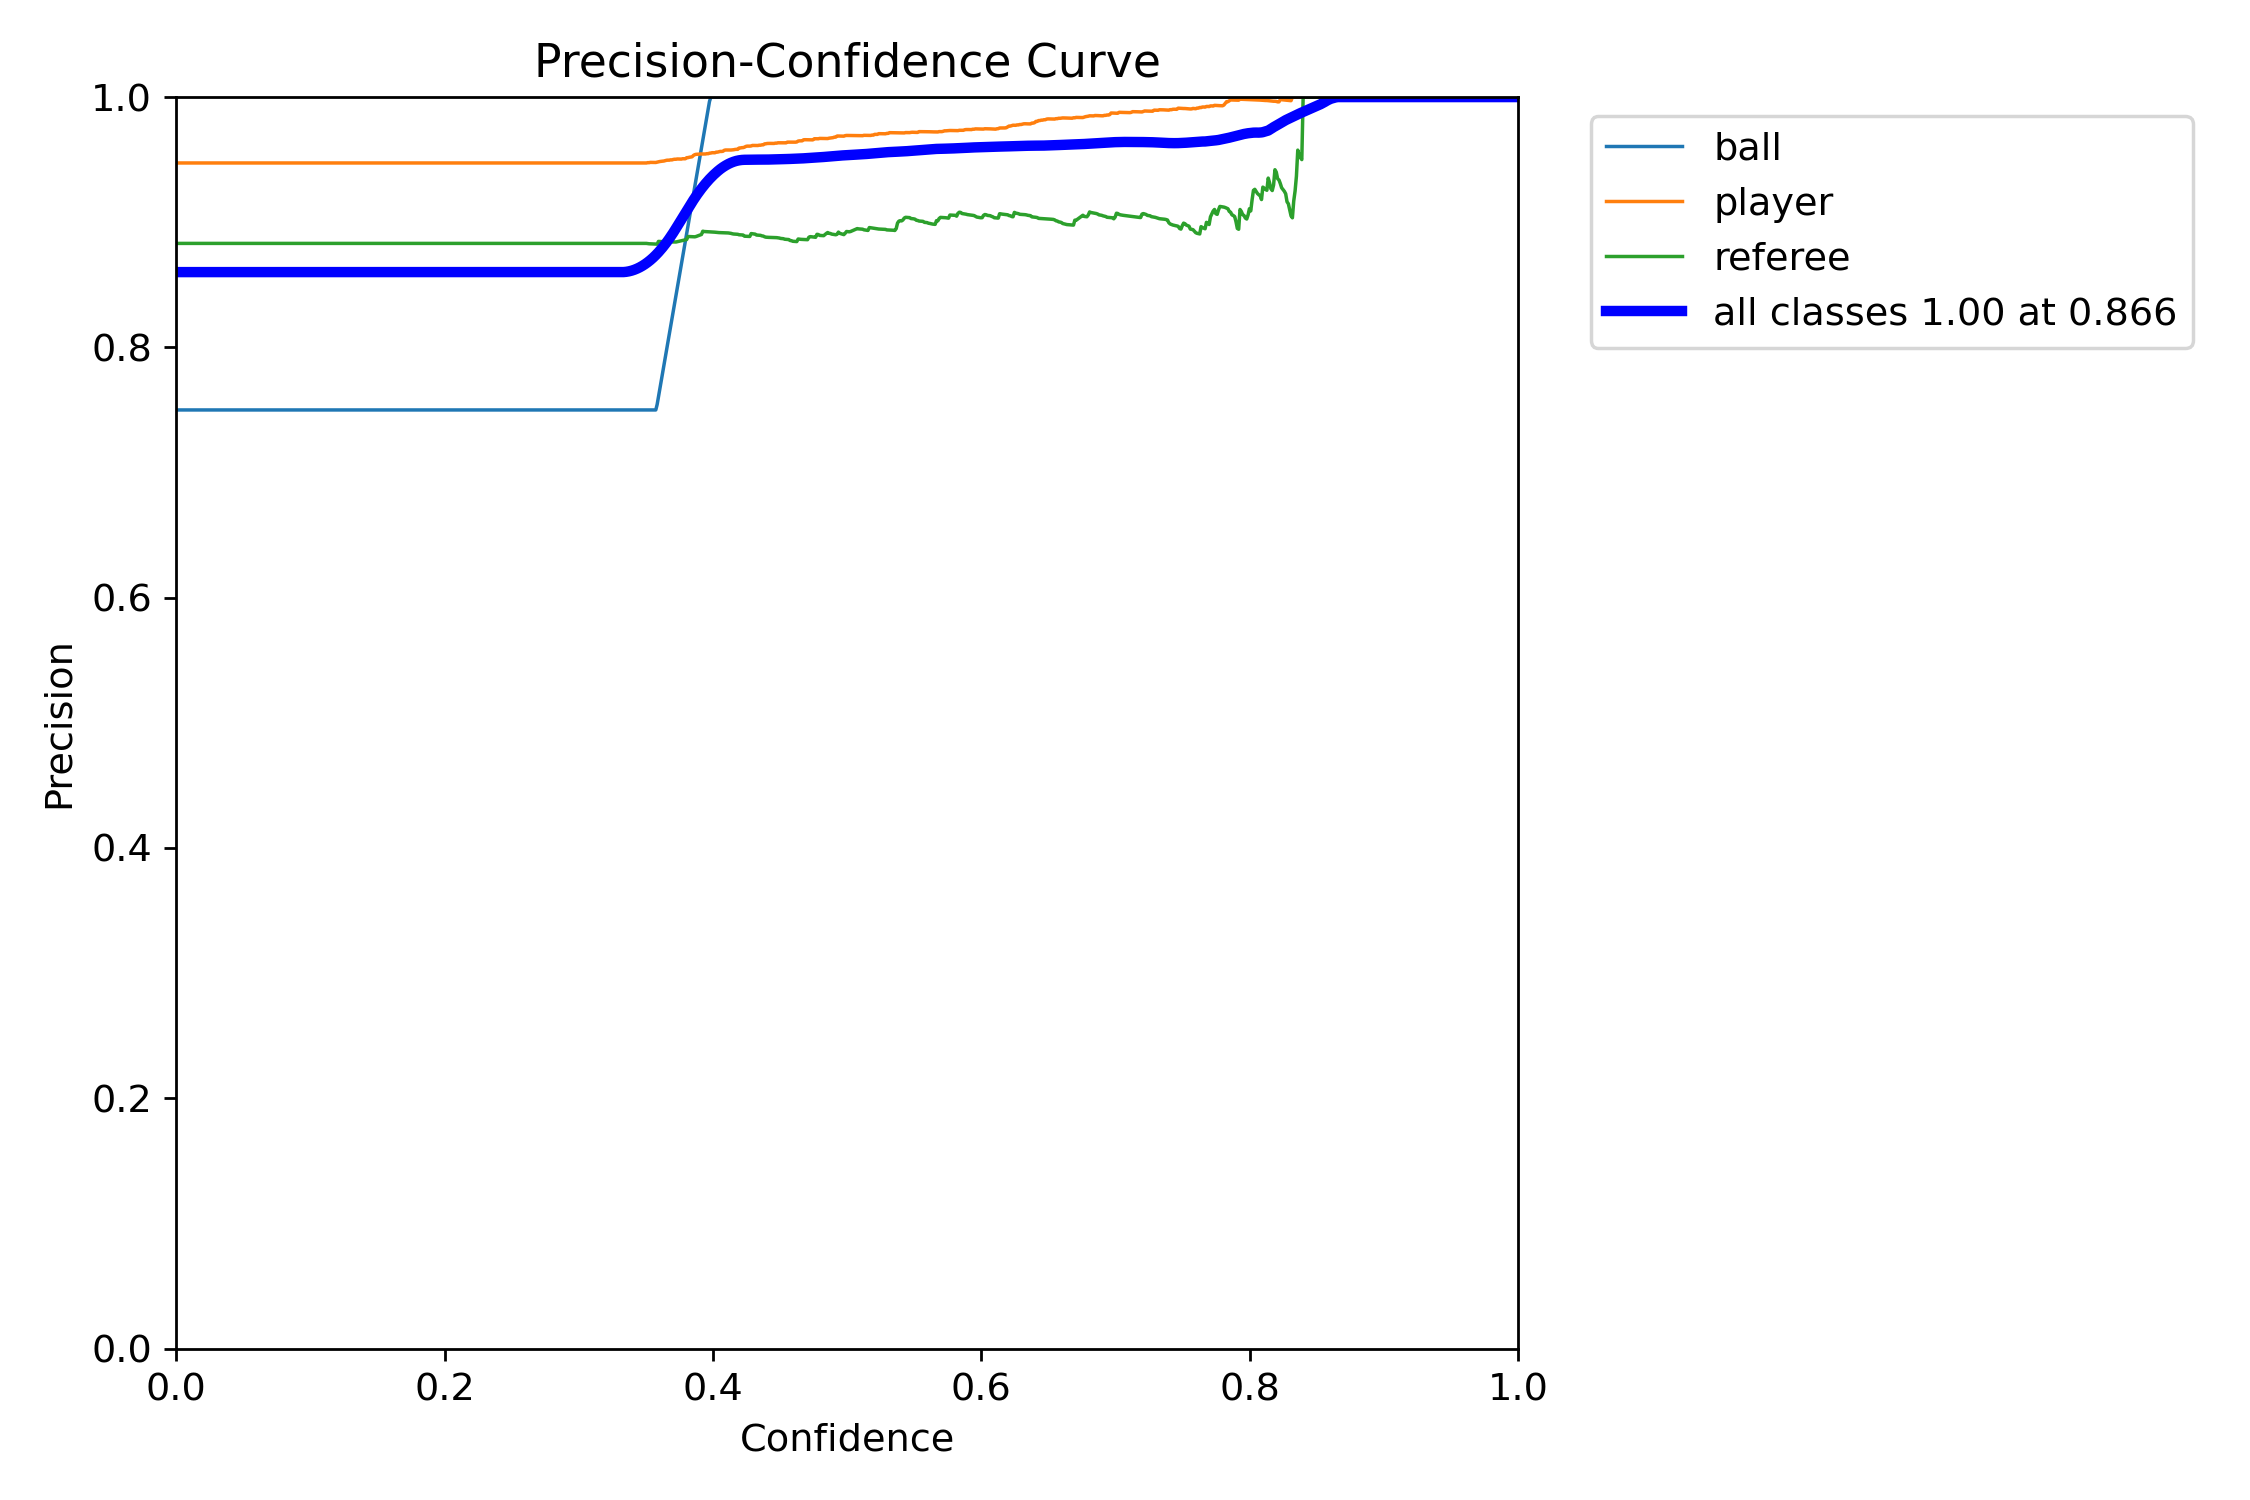 Precision-Confidence Curve
1.0
0.8
0.6
0.4
0.2
0.0
Precision
0.0 0.2 0.4 0.6 0.8 1.0
Confidence
ball
player
referee
all classes 1.00 at 0.866